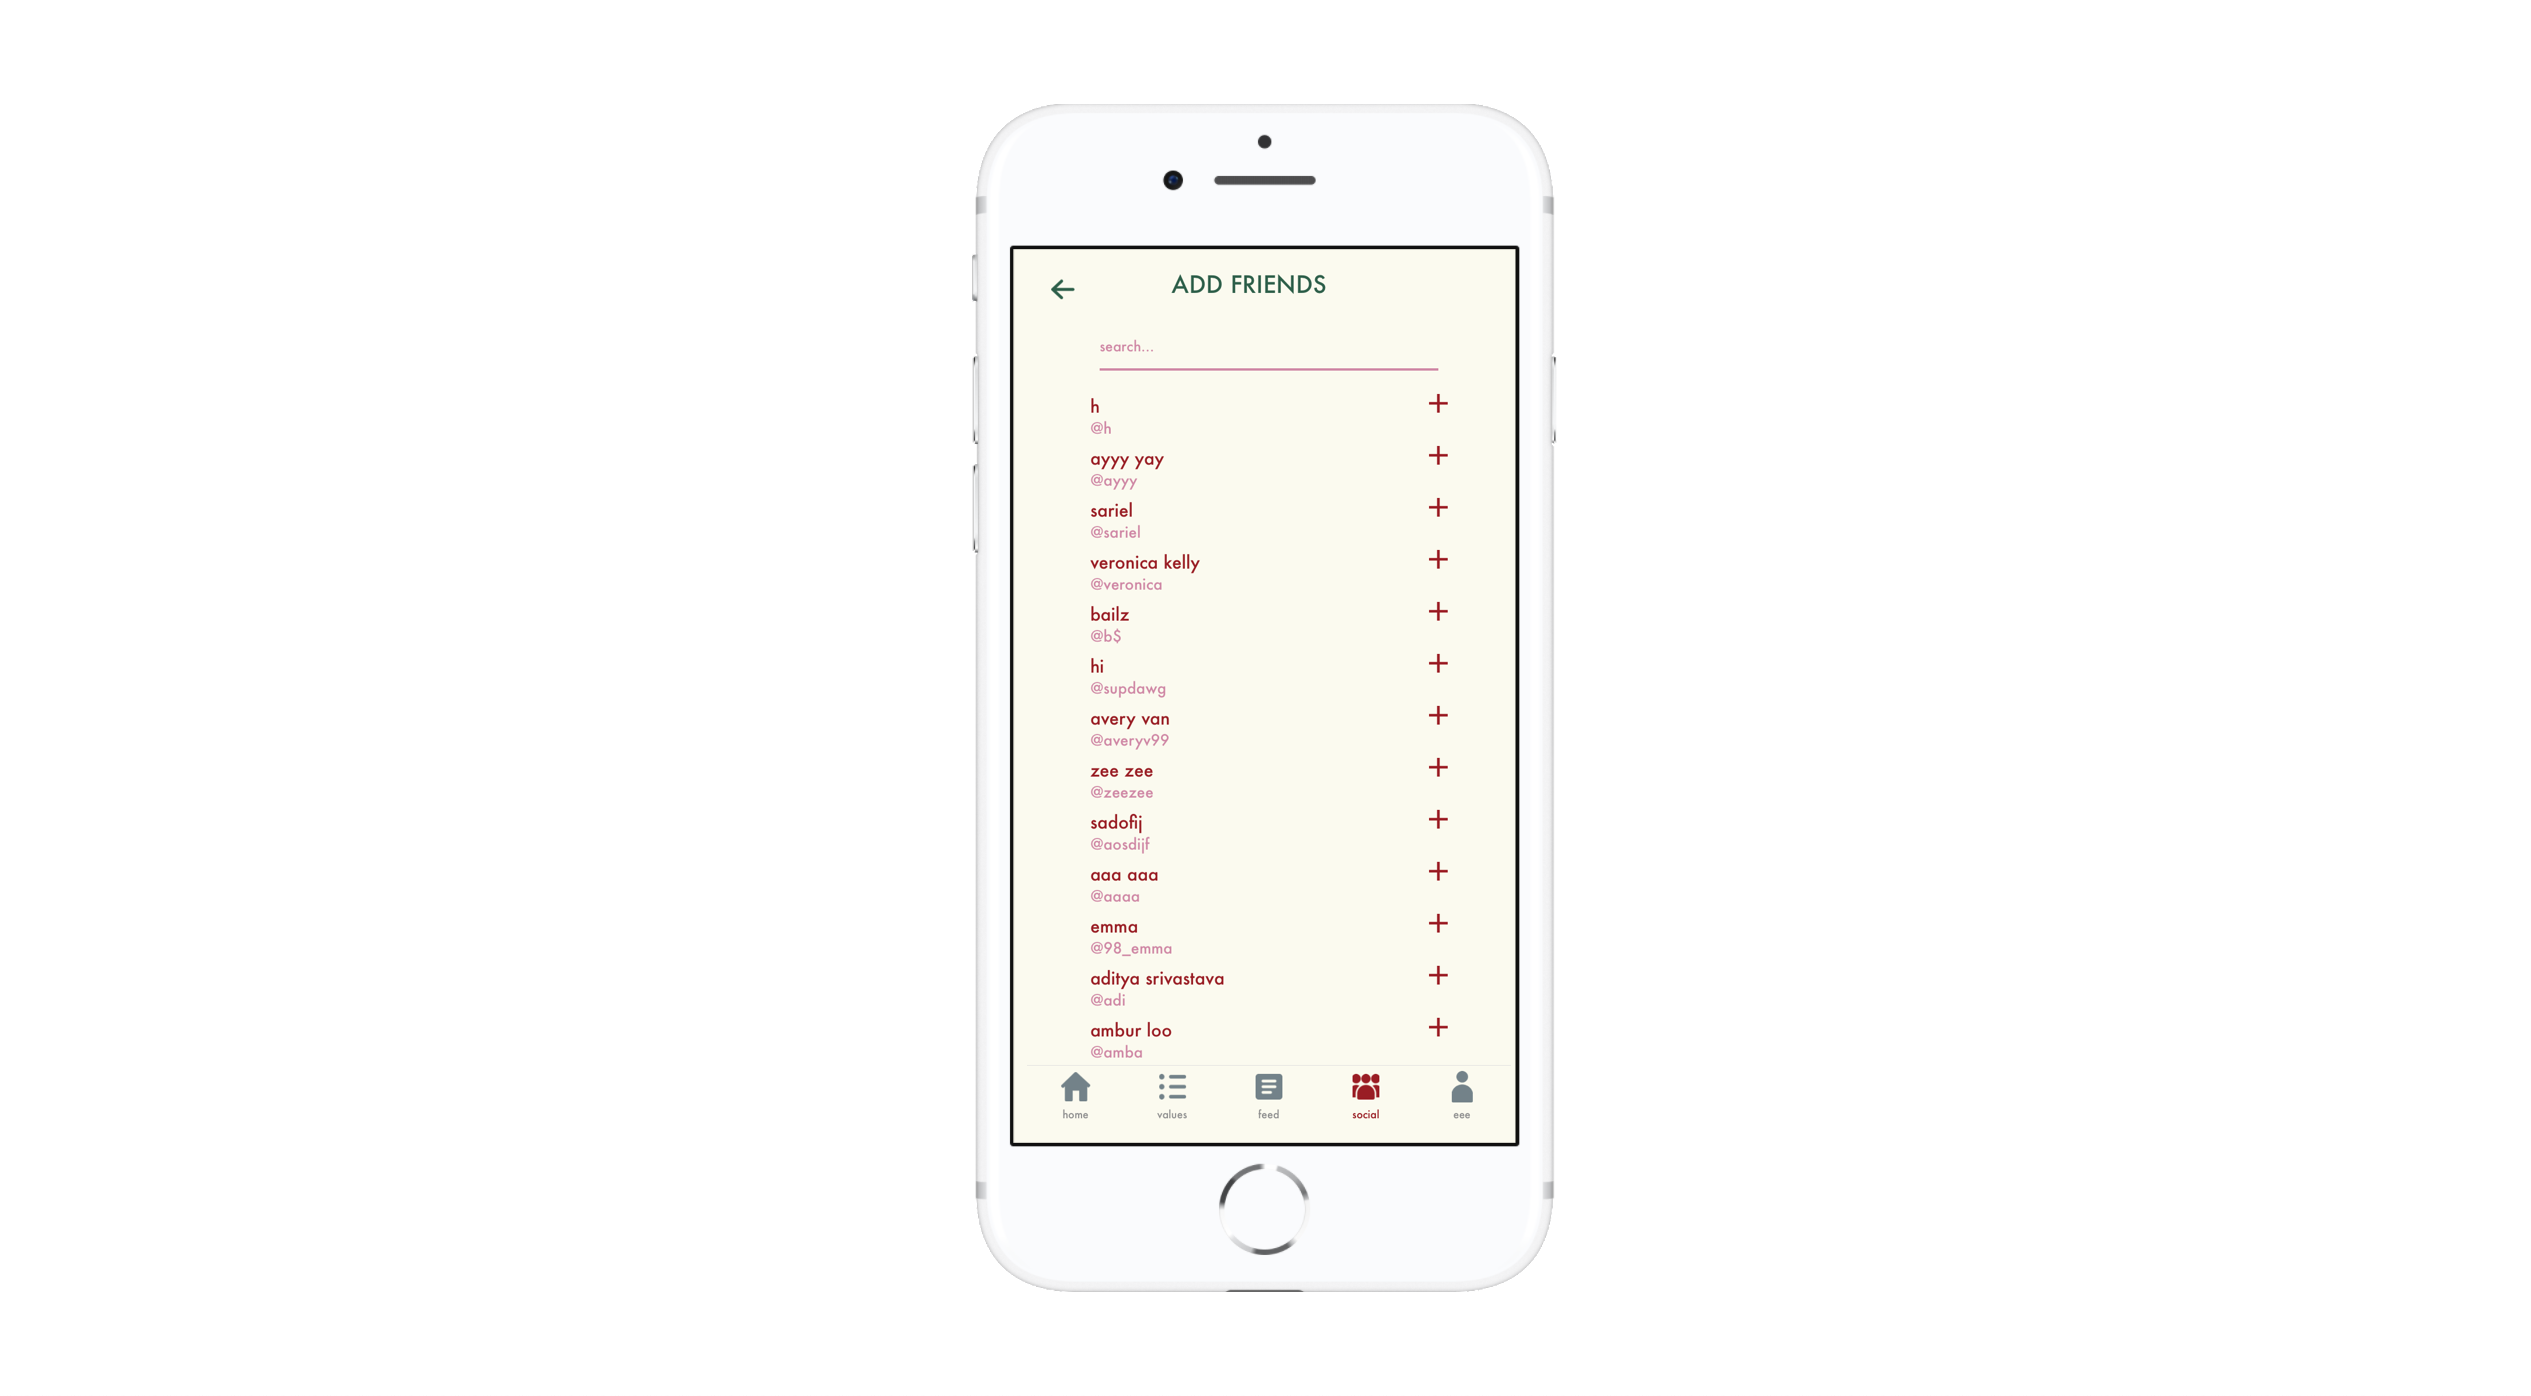 ADD FRIENDS
search...
h
@h
ayyy yay
@ayyy
sariel
@sariel
veronica kelly
@veronica
bailz
@b$
hi
@supdawg
avery van
@averyv99
zee zee
@zeezee
sadofij
@aosdijf
aaa aaa
@aaaa
emma
@98_emma
aditya srivastava
@adi
ambur loo
@amba
home values feed social eee